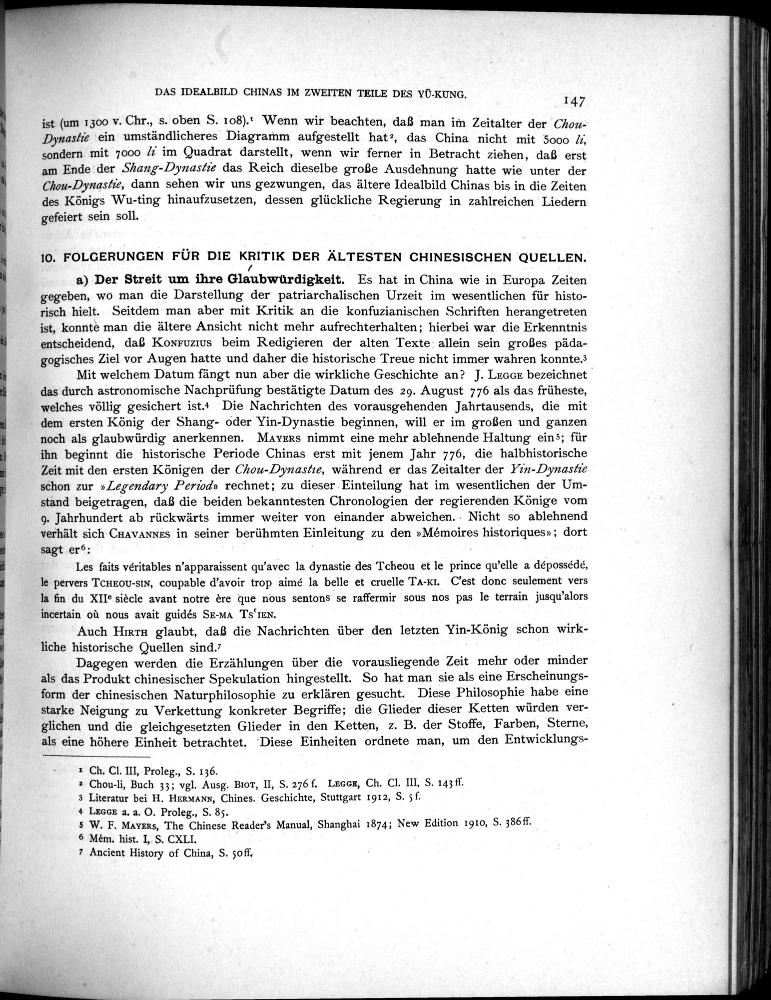 DAS IDEALBILD CHINAS IM ZWEITEN TEILE DES YÜ-KUNG.
147
ist (um 1300 v. Chr., s. oben S. 108).¹ Wenn wir beachten, daß man im Zeitalter der Chou-
Dynastie ein umständlicheres Diagramm aufgestellt hat², das China nicht mit 5000 li,
sondern mit 7000 li im Quadrat darstellt, wenn wir ferner in Betracht ziehen, daß erst
am Ende der Shang-Dynastie das Reich dieselbe große Ausdehnung hatte wie unter der
Chou-Dynastie, dann sehen wir uns gezwungen, das ältere Idealbild Chinas bis in die Zeiten
des Königs Wu-ting hinaufzusetzen, dessen glückliche Regierung in zahlreichen Liedern
gefeiert sein soll.
10. FOLGERUNGEN FÜR DIE KRITIK DER ÄLTESTEN CHINESISCHEN QUELLEN.
a) Der Streit um ihre Glaubwürdigkeit. Es hat in China wie in Europa Zeiten
gegeben, wo man die Darstellung der patriarchalischen Urzeit im wesentlichen für histo-
risch hielt. Seitdem man aber mit Kritik an die konfuzianischen Schriften herangetreten
ist, konnte man die ältere Ansicht nicht mehr aufrechterhalten; hierbei war die Erkenntnis
entscheidend, daß KONFUZIUS beim Redigieren der alten Texte allein sein großes päda-
gogisches Ziel vor Augen hatte und daher die historische Treue nicht immer wahren konnte.³
Mit welchem Datum fängt nun aber die wirkliche Geschichte an? J. LEGGE bezeichnet
das durch astronomische Nachprüfung bestätigte Datum des 29. August 776 als das früheste,
welches völlig gesichert ist.⁴ Die Nachrichten des vorausgehenden Jahrtausends, die mit
dem ersten König der Shang- oder Yin-Dynastie beginnen, will er im großen und ganzen
noch als glaubwürdig anerkennen. MAYERS nimmt eine mehr ablehnende Haltung ein⁵; für
ihn beginnt die historische Periode Chinas erst mit jenem Jahr 776, die halbhistorische
Zeit mit den ersten Königen der Chou-Dynastie, während er das Zeitalter der Yin-Dynastie
schon zur »Legendary Period« rechnet; zu dieser Einteilung hat im wesentlichen der Um-
stand beigetragen, daß die beiden bekanntesten Chronologien der regierenden Könige vom
9. Jahrhundert ab rückwärts immer weiter von einander abweichen. Nicht so ablehnend
verhält sich CHAVANNES in seiner berühmten Einleitung zu den »Mémoires historiques«; dort
sagt er⁶:
Les faits véritables n'apparaissent qu'avec la dynastie des Tcheou et le prince qu'elle a dépossédé,
le pervers TCHEOU-SIN, coupable d'avoir trop aimé la belle et cruelle TA-KI. C'est donc seulement vers
la fin du XIIᵉ siècle avant notre ère que nous sentons se raffermir sous nos pas le terrain jusqu'alors
incertain où nous avait guidés SE-MA TS'IEN.
Auch HIRTH glaubt, daß die Nachrichten über den letzten Yin-König schon wirk-
liche historische Quellen sind.⁷
Dagegen werden die Erzählungen über die vorausliegende Zeit mehr oder minder
als das Produkt chinesischer Spekulation hingestellt. So hat man sie als eine Erscheinungs-
form der chinesischen Naturphilosophie zu erklären gesucht. Diese Philosophie habe eine
starke Neigung zu Verkettung konkreter Begriffe; die Glieder dieser Ketten würden ver-
glichen und die gleichgesetzten Glieder in den Ketten, z. B. der Stoffe, Farben, Sterne,
als eine höhere Einheit betrachtet. Diese Einheiten ordnete man, um den Entwicklungs-
1 Ch. Cl. III, Proleg., S. 136.
2 Chou-li, Buch 33; vgl. Ausg. BIOT, II, S. 276 f. LEGGE, Ch. Cl. III, S. 143 ff.
3 Literatur bei H. HERMANN, Chines. Geschichte, Stuttgart 1912, S. 5 f.
4 LEGGE a. a. O. Proleg., S. 85.
5 W. F. MAYERS, The Chinese Reader's Manual, Shanghai 1874; New Edition 1910, S. 386 ff.
6 Mém. hist. I, S. CXLI.
7 Ancient History of China, S. 50 ff.